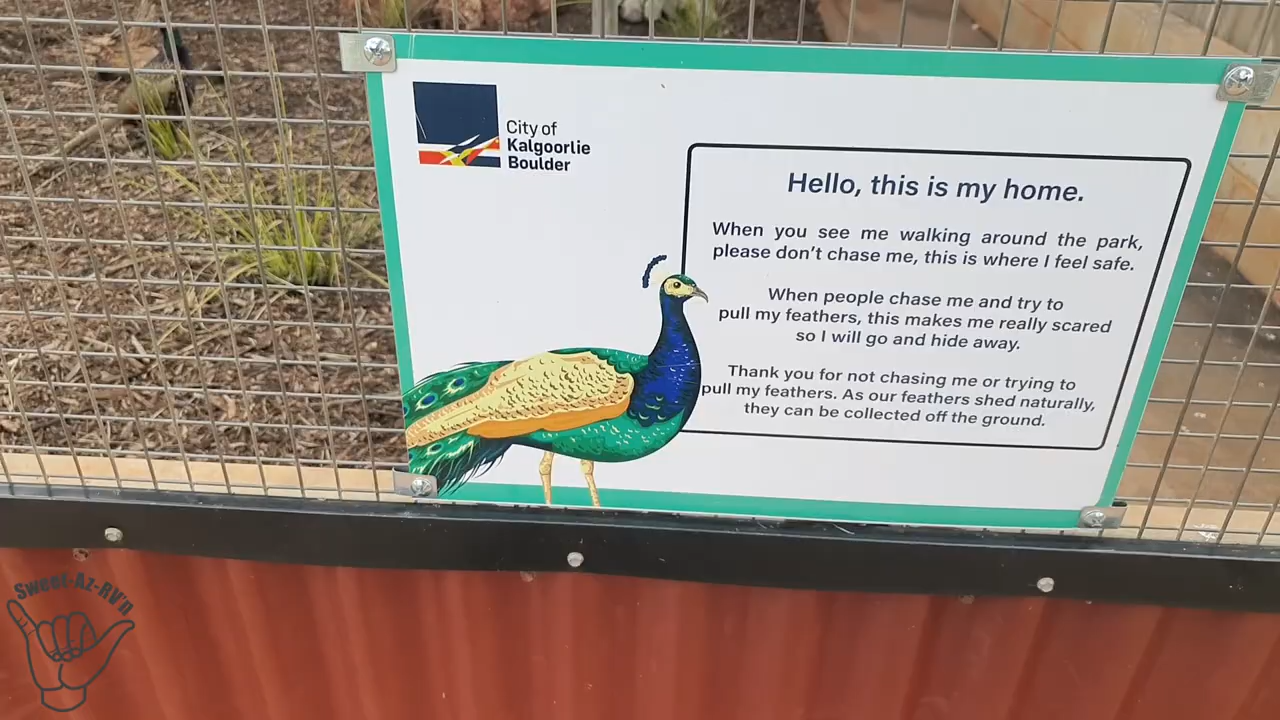 City of
Kalgoorlie
Boulder
Hello, this is my home.
When you see me walking around the park,
please don't chase me, this is where I feel safe.
When people chase me and try to
pull my feathers, this makes me really scared
so I will go and hide away.
Thank you for not chasing me or trying to
pull my feathers. As our feathers shed naturally,
they can be collected off the ground.
Sweet-Az-RV'n